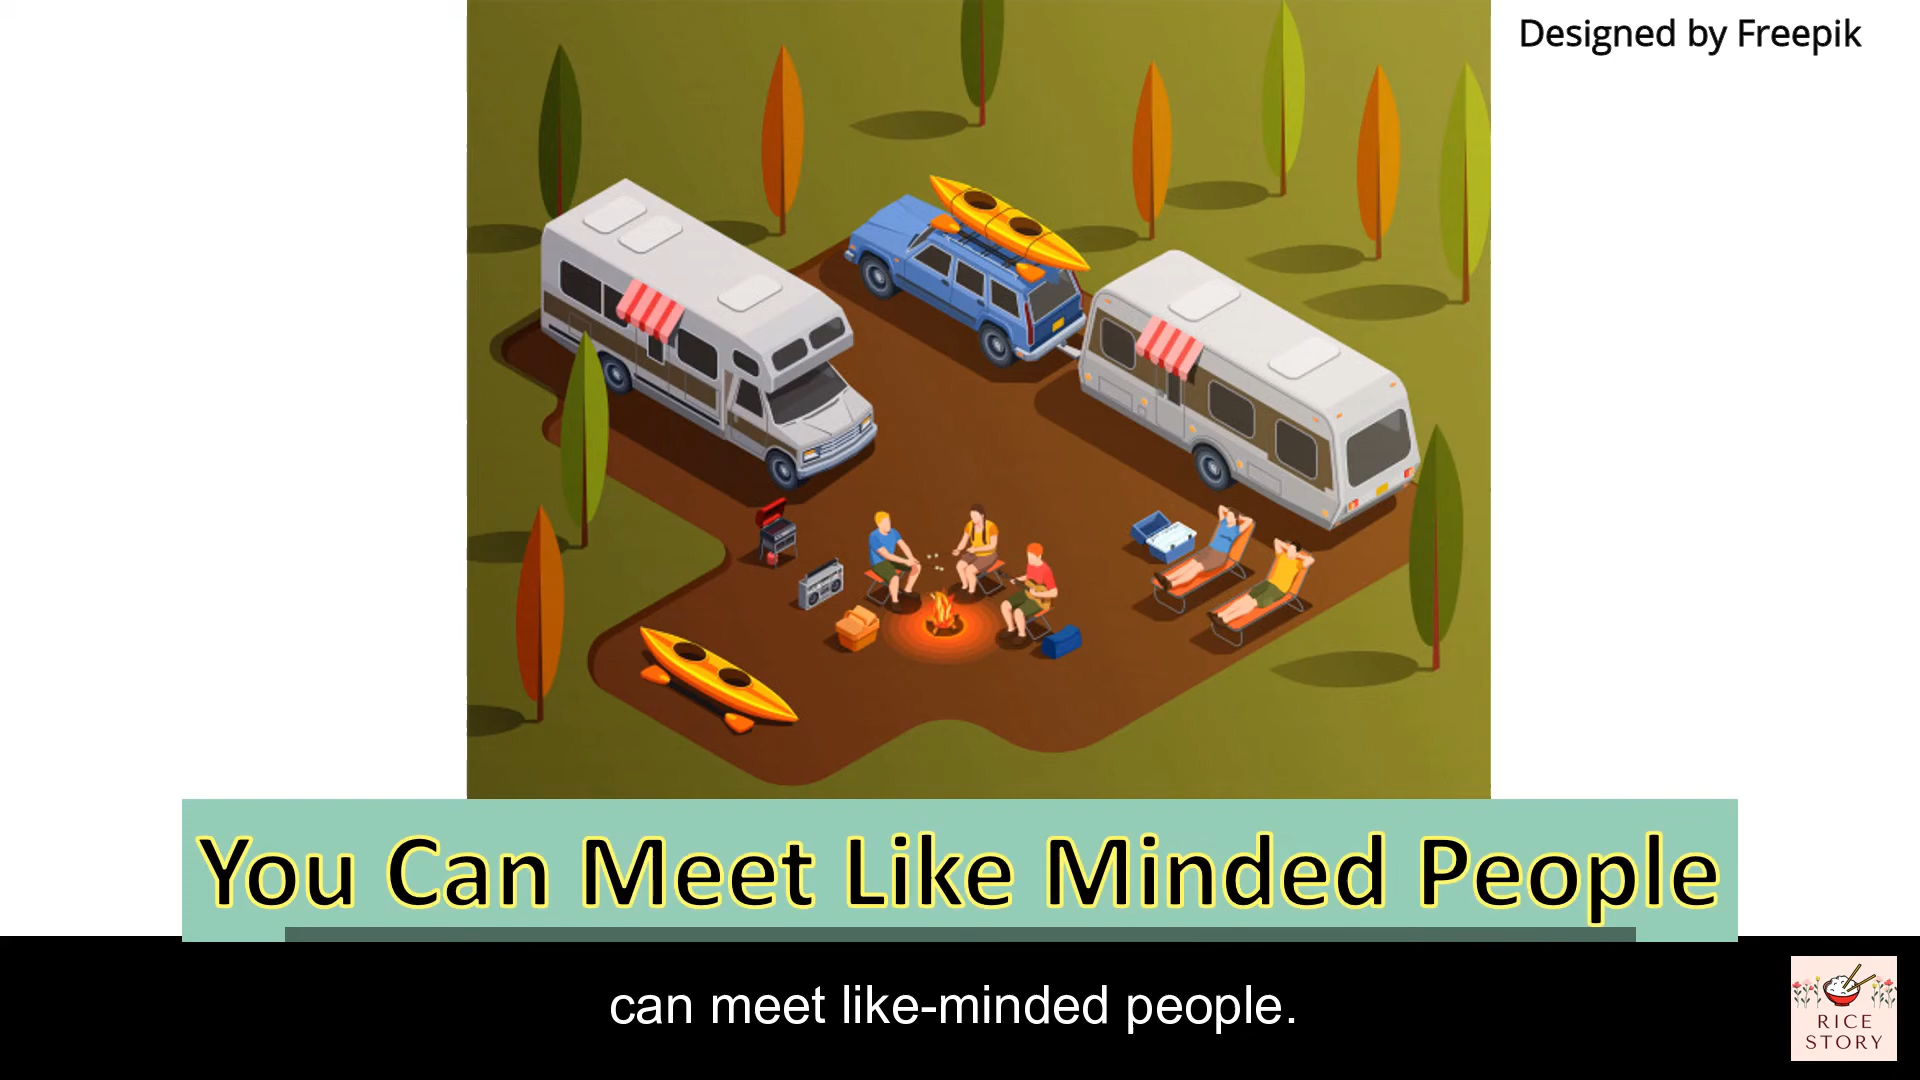 Designed by Freepik
You Can Meet Like Minded People
can meet like-minded people.
RICE
STORY